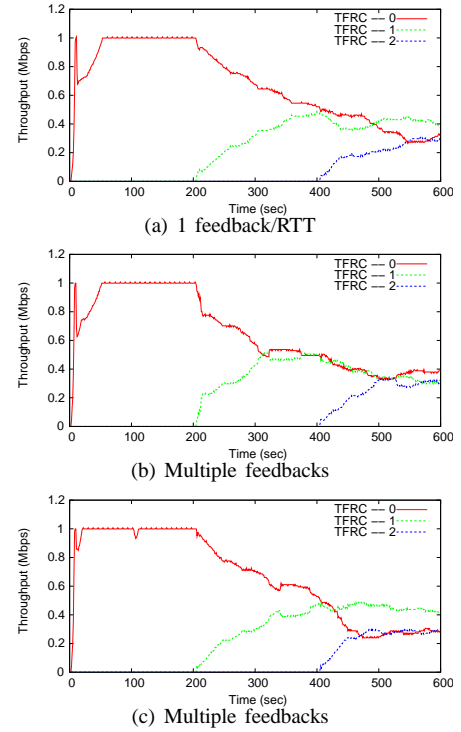 1.2
1
0.8
0.6
0.4
0.2
0
0 100 200 300 400 500 600
Throughput (Mbps)
Time (sec)
TFRC −− 0
TFRC −− 1
TFRC −− 2
(a) 1 feedback/RTT
1.2
1
0.8
0.6
0.4
0.2
0
0 100 200 300 400 500 600
Throughput (Mbps)
Time (sec)
TFRC −− 0
TFRC −− 1
TFRC −− 2
(b) Multiple feedbacks
1.2
1
0.8
0.6
0.4
0.2
0
0 100 200 300 400 500 600
Throughput (Mbps)
Time (sec)
TFRC −− 0
TFRC −− 1
TFRC −− 2
(c) Multiple feedbacks